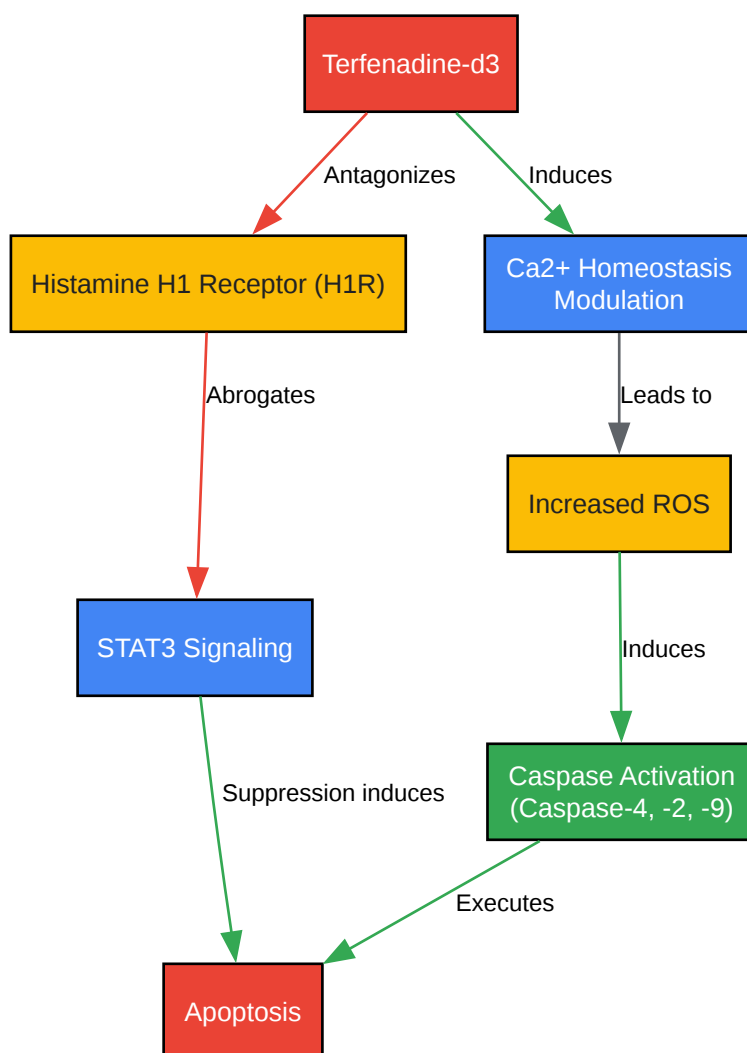 Terfenadine-d3
Antagonizes
Induces
Histamine H1 Receptor (H1R)
Ca2+ Homeostasis
Modulation
Abrogates
Leads to
Increased ROS
STAT3 Signaling
Induces
Suppression induces
Caspase Activation
(Caspase-4, -2, -9)
Executes
Apoptosis